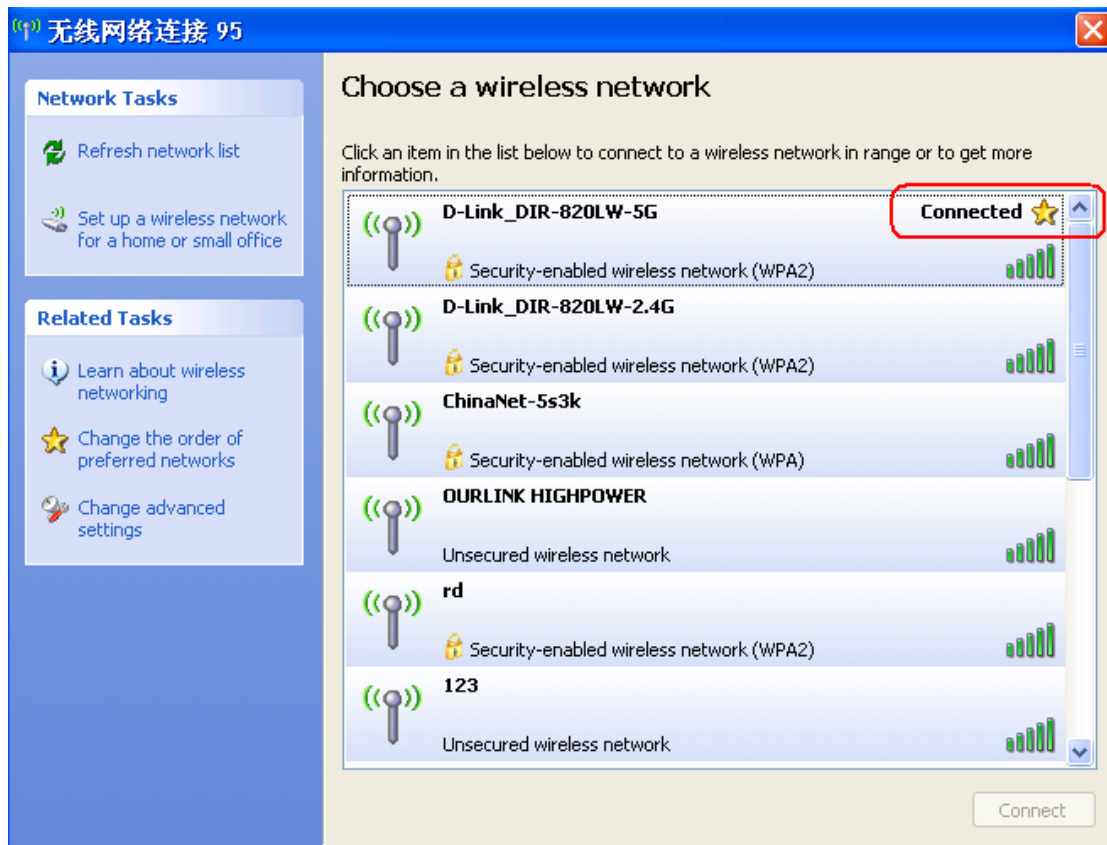 无线网络连接 95
Network Tasks
Refresh network list
Set up a wireless network
for a home or small office
Related Tasks
Learn about wireless
networking
Change the order of
preferred networks
Change advanced
settings
Choose a wireless network
Click an item in the list below to connect to a wireless network in range or to get more
information.
D-Link_DIR-820LW-5G
Connected
Security-enabled wireless network (WPA2)
D-Link_DIR-820LW-2.4G
Security-enabled wireless network (WPA2)
ChinaNet-5s3k
Security-enabled wireless network (WPA)
OURLINK HIGHPOWER
Unsecured wireless network
rd
Security-enabled wireless network (WPA2)
123
Unsecured wireless network
Connect